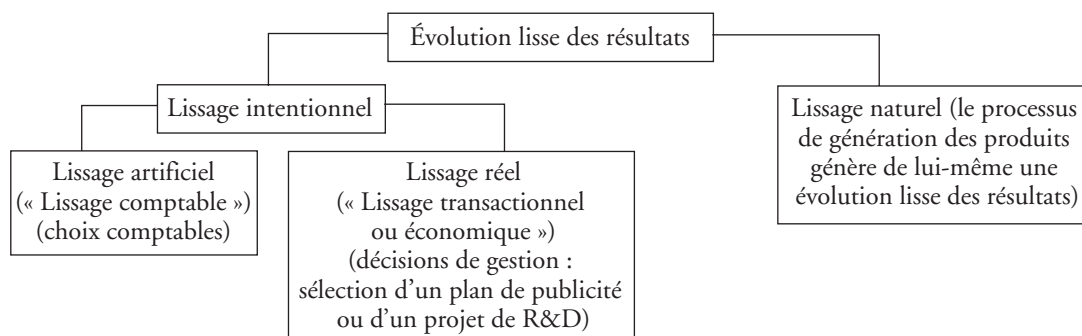 Évolution lisse des résultats
Lissage intentionnel
Lissage naturel (le processus
de génération des produits
génère de lui-même une
évolution lisse des résultats)
Lissage artificiel
(« Lissage comptable »)
(choix comptables)
Lissage réel
(« Lissage transactionnel
ou économique »)
(décisions de gestion :
sélection d’un plan de publicité
ou d’un projet de R&D)